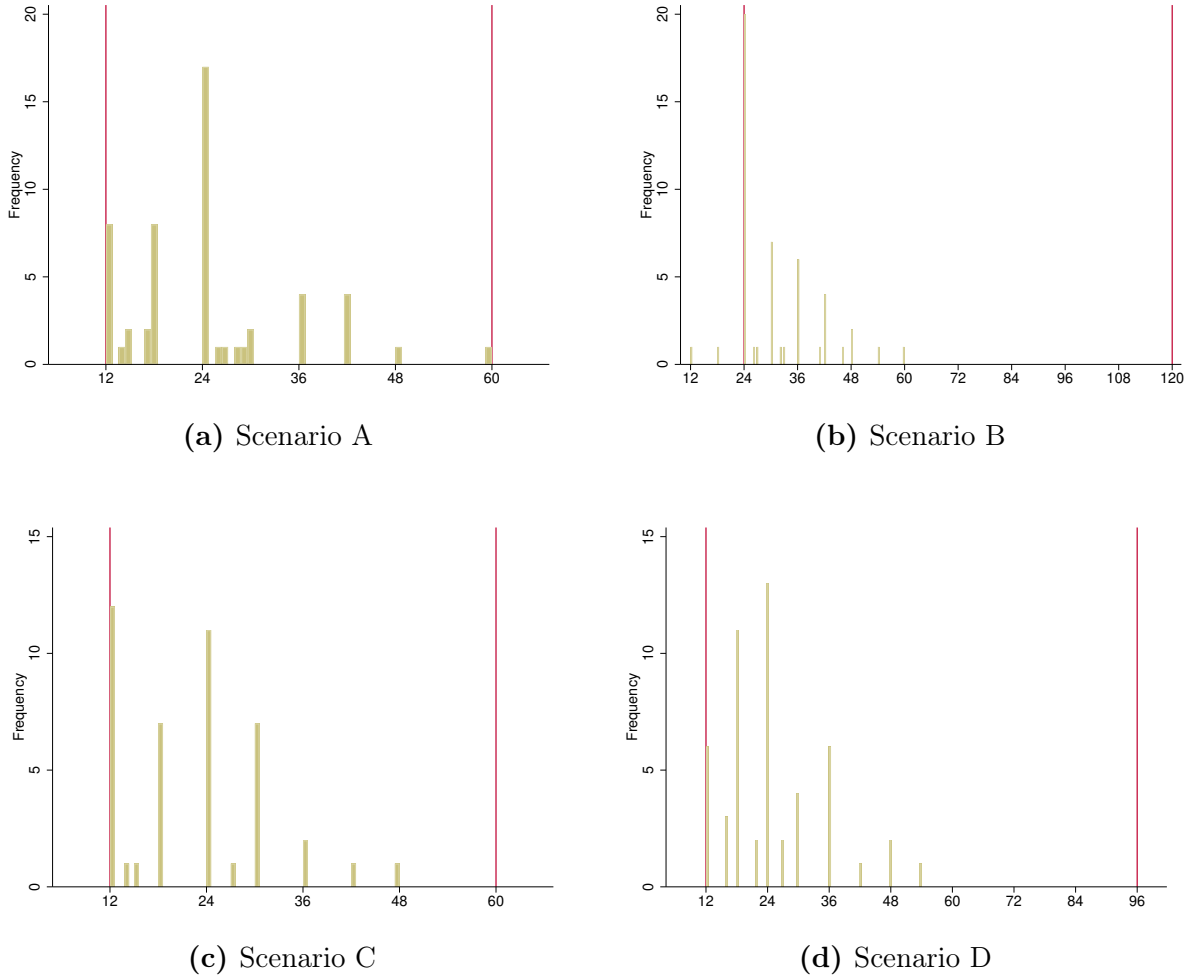 Frequency
0 5 10 15 20
12 24 36 48 60
(a) Scenario A
Frequency
0 5 10 15 20
12 24 36 48 60 72 84 96 108 120
(b) Scenario B
Frequency
0 5 10 15
12 24 36 48 60
(c) Scenario C
Frequency
0 5 10 15
12 24 36 48 60 72 84 96
(d) Scenario D